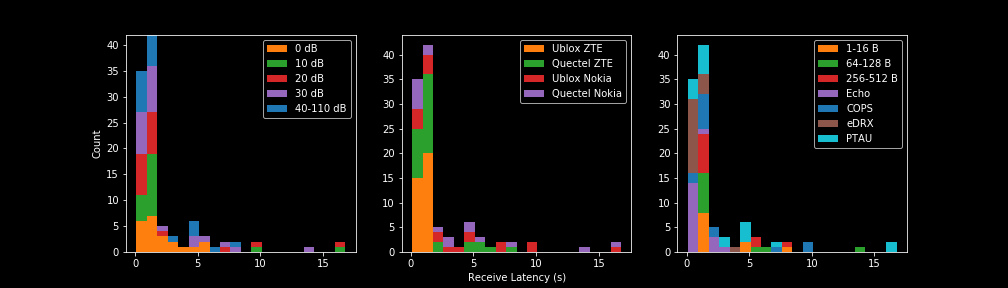 Count
40
35
30
25
20
15
10
5
0
0 5 10 15
0 dB
10 dB
20 dB
30 dB
40-110 dB
40
35
30
25
20
15
10
5
0
0 5 10 15
Receive Latency (s)
Ublox ZTE
Quectel ZTE
Ublox Nokia
Quectel Nokia
40
35
30
25
20
15
10
5
0
0 5 10 15
1-16 B
64-128 B
256-512 B
Echo
COPS
eDRX
PTAU